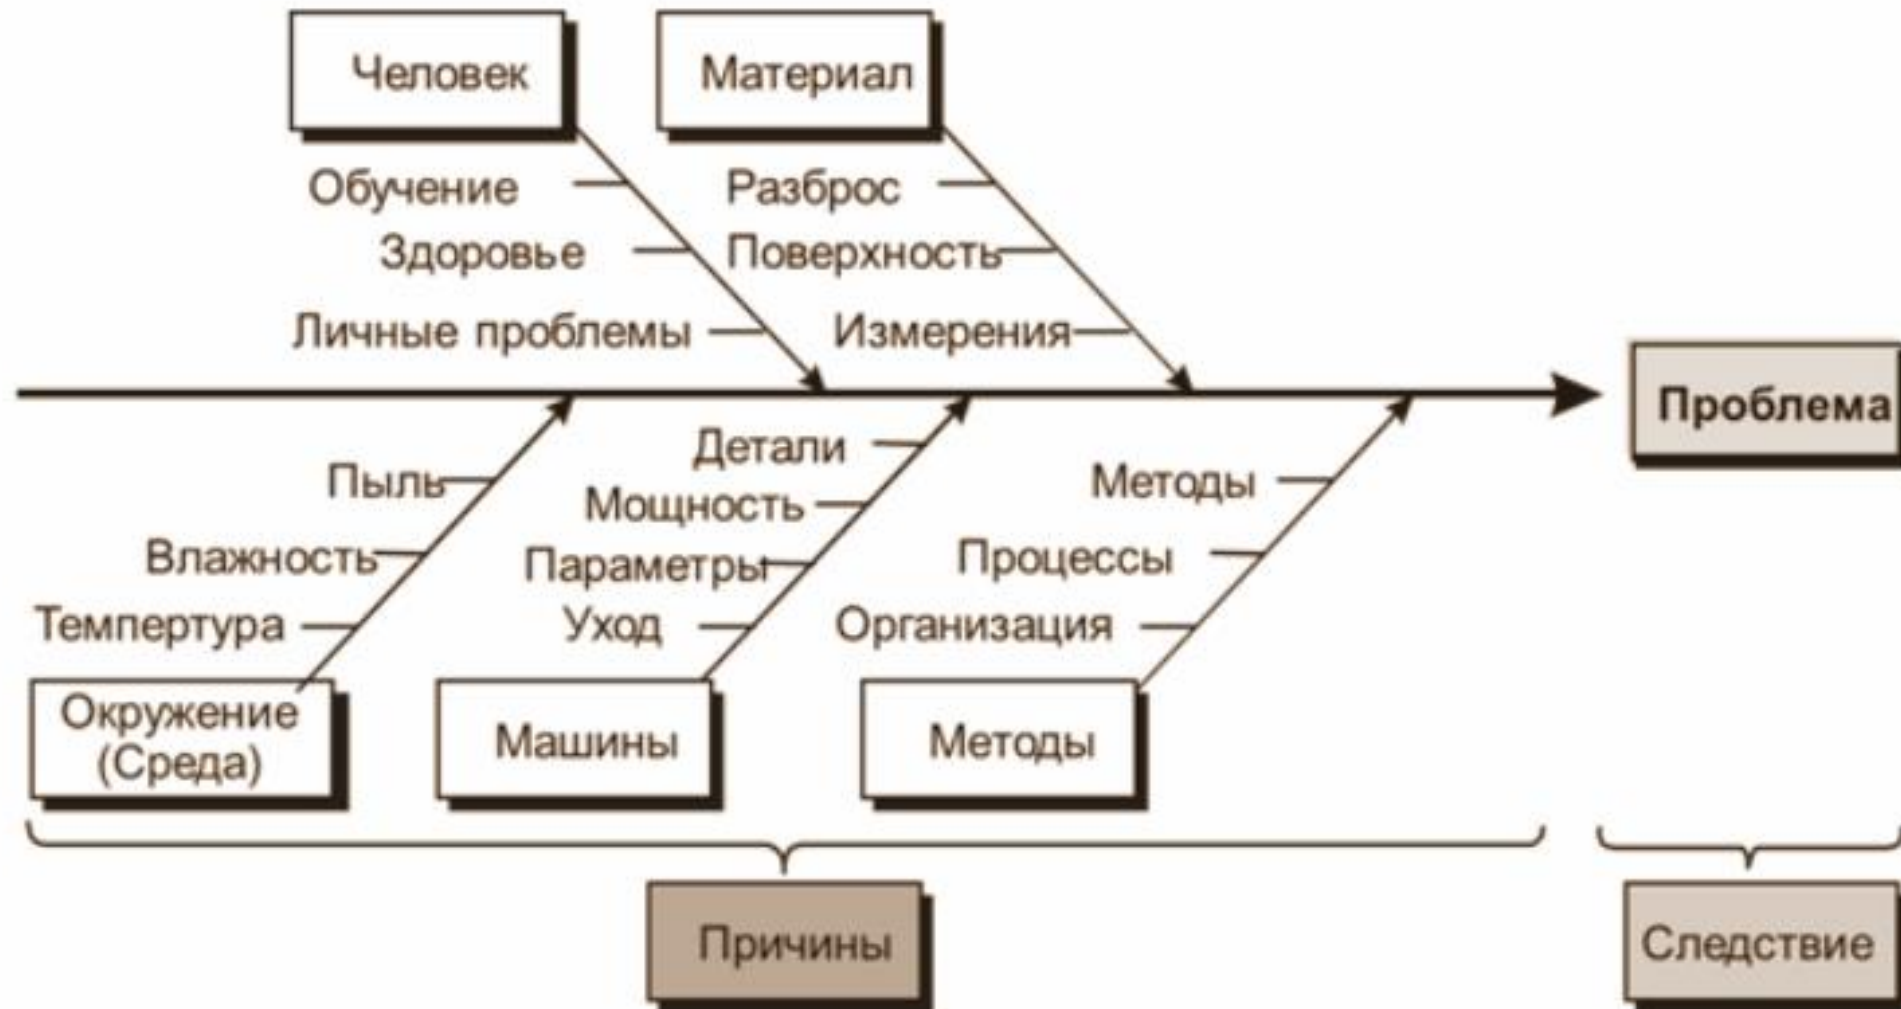 Человек
Материал
Обучение
Разброс
Здоровье
Поверхность
Личные проблемы
Измерения
Проблема
Детали
Пыль
Мощность
Методы
Влажность
Параметры
Процессы
Темпертура
Уход
Организация
Окружение
(Среда)
Машины
Методы
Причины
Следствие